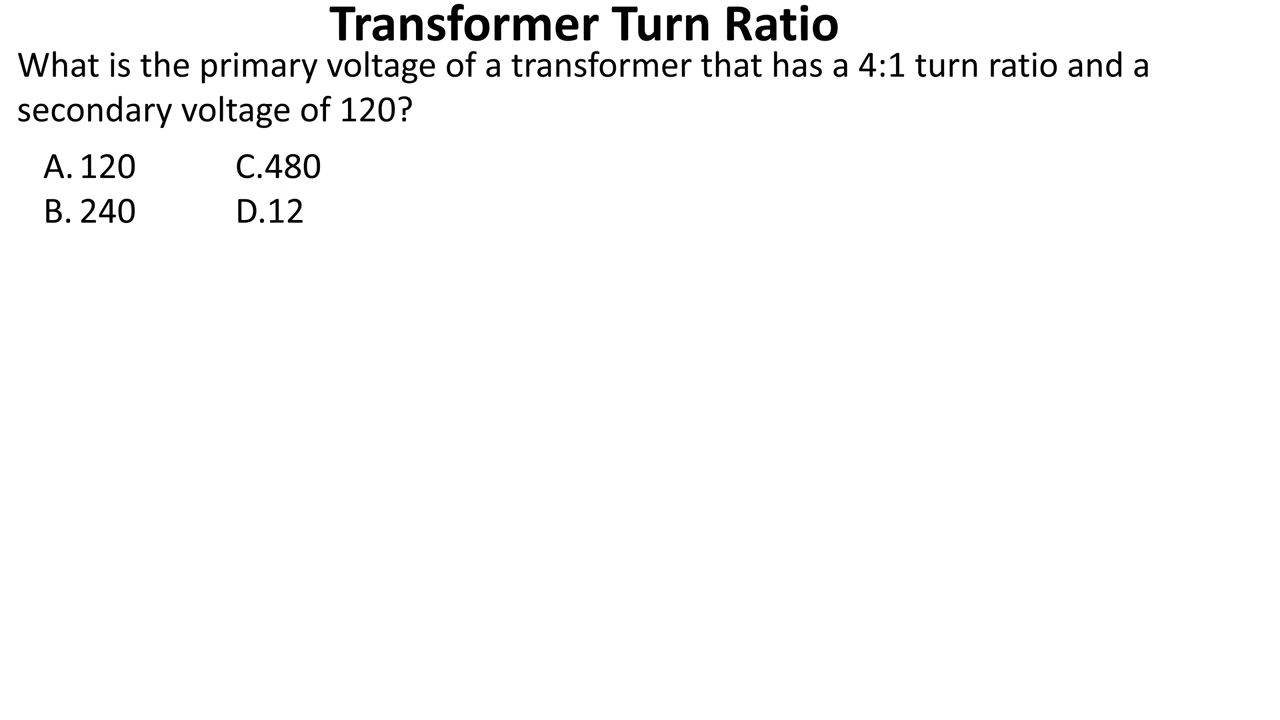 Transformer Turn Ratio
What is the primary voltage of a transformer that has a 4:1 turn ratio and a
secondary voltage of 120?
A. 120 C.480
B. 240 D.12